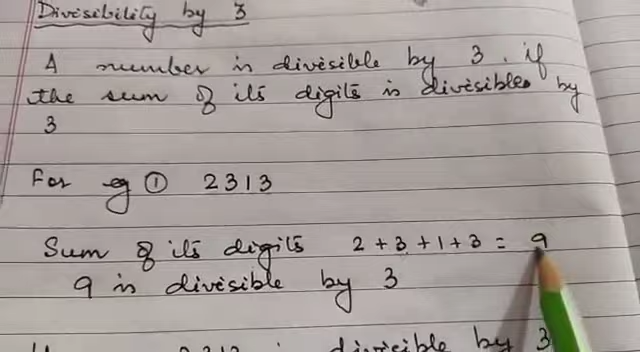 Divisibility by 3
A number is divisible by 3, if
the sum of its digits is divisible by
3
For eg ① 2313
Sum of its digits 2+3+1+3 = 9
9 is divisible by 3
divisible by 3